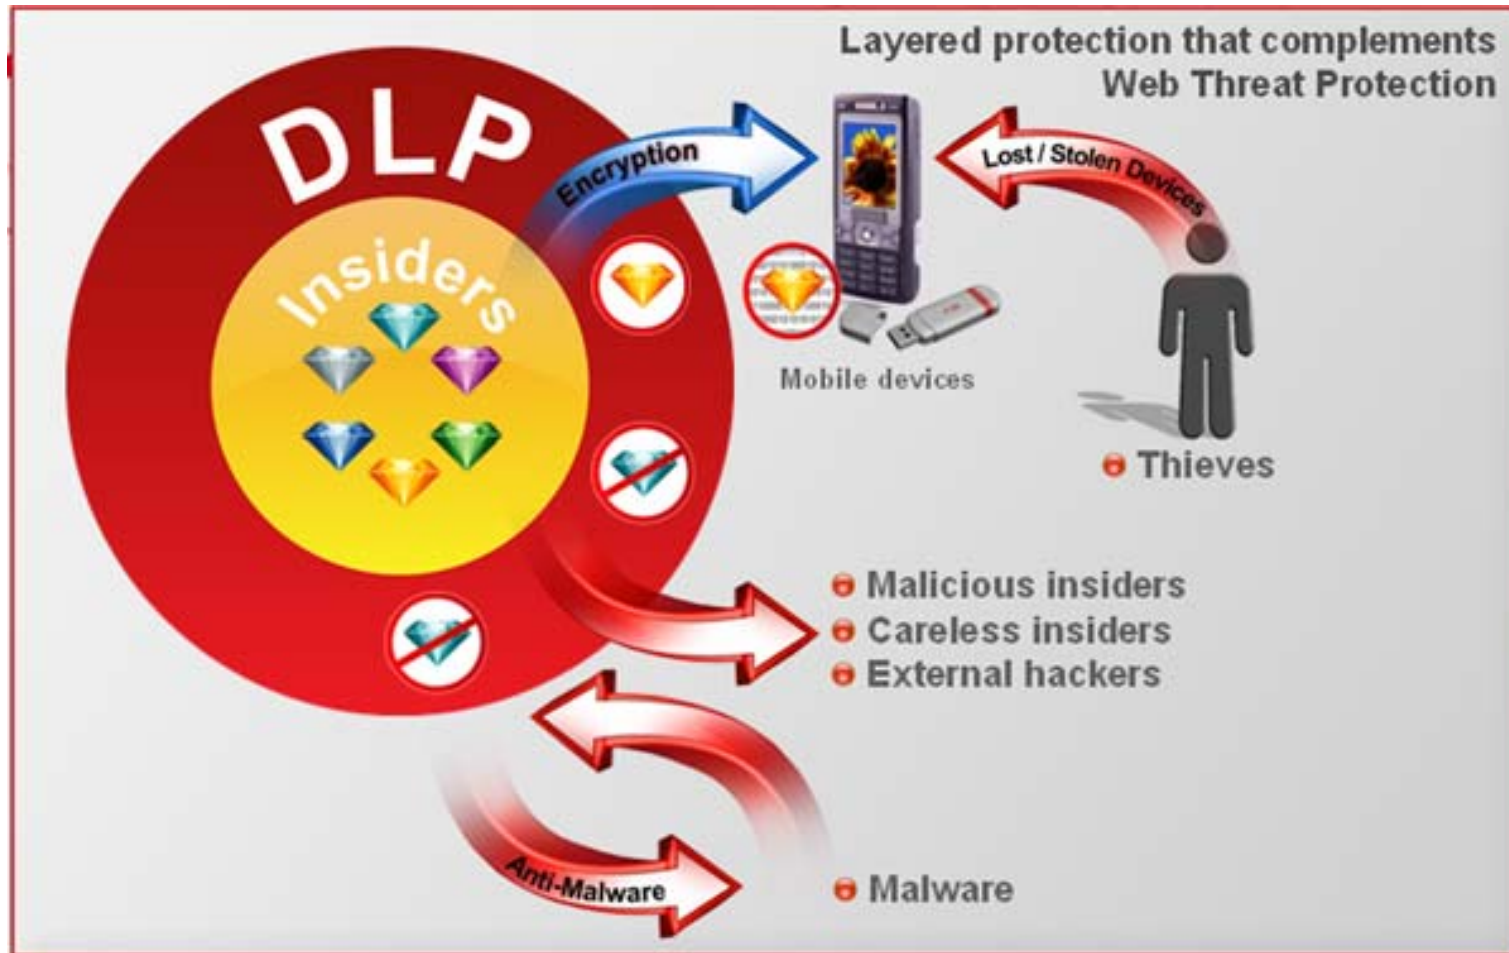 Layered protection that complements
Web Threat Protection
DLP
Insiders
Encryption
Lost / Stolen Devices
Mobile devices
Thieves
Malicious insiders
Careless insiders
External hackers
Anti-Malware
Malware